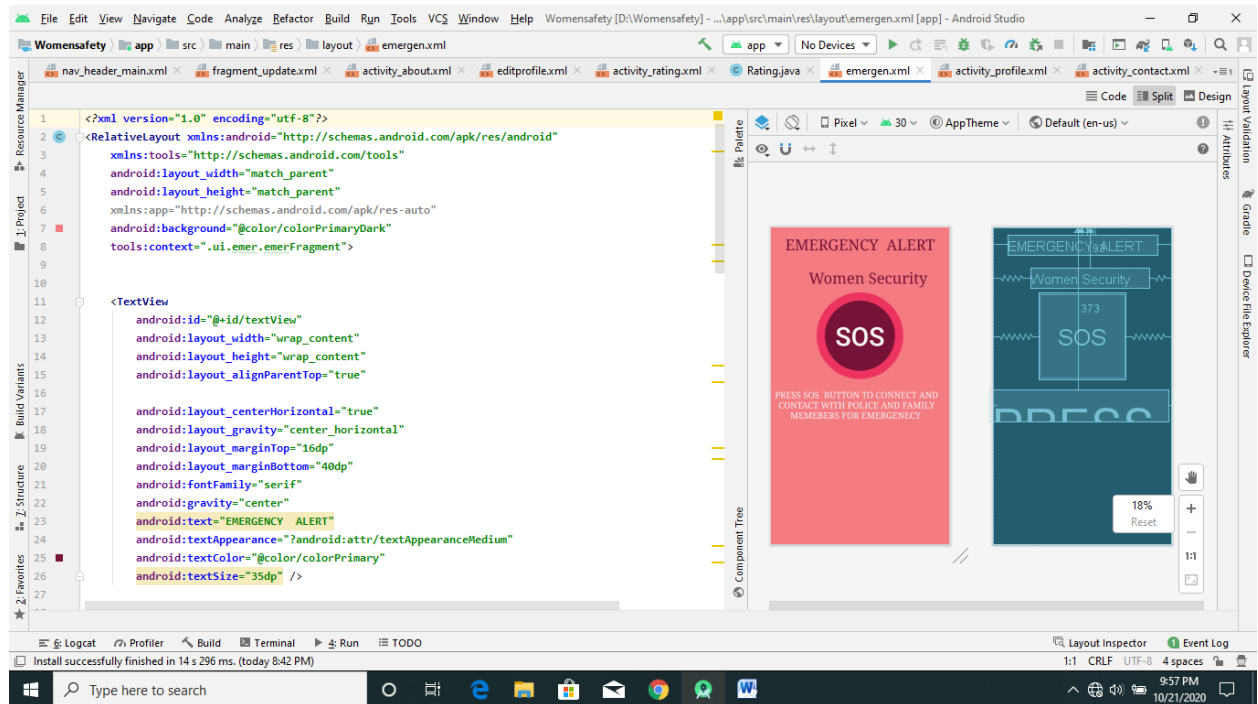 File Edit View Navigate Code Analyze Refactor Build Run Tools VCS Window Help Womensafety [D:\Womensafety] - ...\app\src\main\res\layout\emergen.xml [app] - Android Studio
Womensafety app src main res layout emergen.xml app No Devices
nav_header_main.xml fragment_update.xml activity_about.xml editprofile.xml activity_rating.xml Rating.java emergen.xml activity_profile.xml activity_contact.xml
Code Split Design
Resource Manager
1: Project
Build Variants
7: Structure
2: Favorites
1 <?xml version="1.0" encoding="utf-8"?>
2 C <RelativeLayout xmlns:android="http://schemas.android.com/apk/res/android"
3 xmlns:tools="http://schemas.android.com/tools"
4 android:layout_width="match_parent"
5 android:layout_height="match_parent"
6 xmlns:app="http://schemas.android.com/apk/res-auto"
7 android:background="@color/colorPrimaryDark"
8 tools:context=".ui.emer.emerFragment">
9
10
11 <TextView
12 android:id="@+id/textView"
13 android:layout_width="wrap_content"
14 android:layout_height="wrap_content"
15 android:layout_alignParentTop="true"
16
17 android:layout_centerHorizontal="true"
18 android:layout_gravity="center_horizontal"
19 android:layout_marginTop="16dp"
20 android:layout_marginBottom="40dp"
21 android:fontFamily="serif"
22 android:gravity="center"
23 android:text="EMERGENCY  ALERT"
24 android:textAppearance="?android:attr/textAppearanceMedium"
25 android:textColor="@color/colorPrimary"
26 android:textSize="35dp" />
27
Palette
Component Tree
Pixel 30 AppTheme Default (en-us)
EMERGENCY  ALERT
Women Security
SOS
PRESS SOS  BUTTON TO CONNECT AND
CONTACT WITH POLICE AND FAMILY
MEMEBERS FOR EMERGENECY
EMERGENCY ALERT
Women Security
373
SOS
PRESS
18%
Reset
1:1
Attributes
Layout Validation
Gradle
Device File Explorer
6: Logcat Profiler Build Terminal 4: Run TODO Layout Inspector 1 Event Log
Install successfully finished in 14 s 296 ms. (today 8:42 PM) 1:1 CRLF UTF-8 4 spaces
Type here to search
9:57 PM
10/21/2020